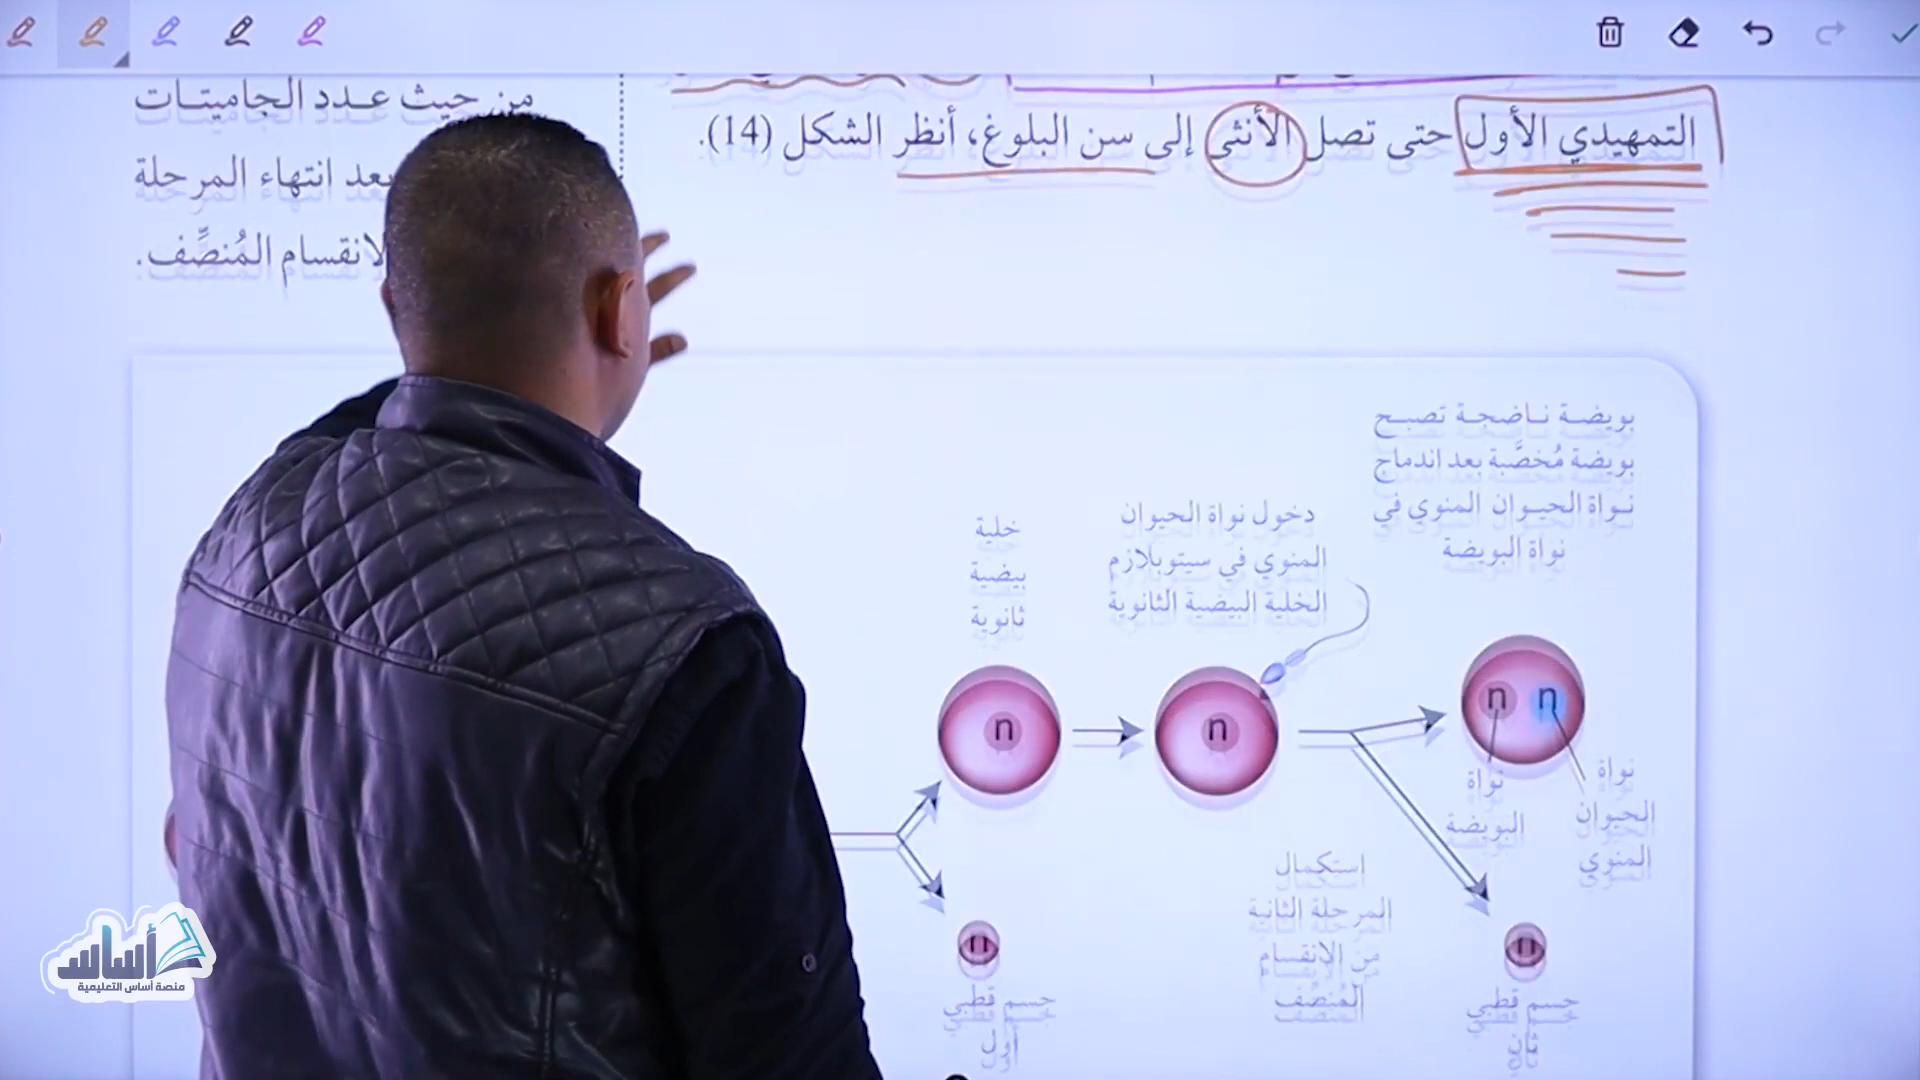 التمهيدي الأول حتى تصل الأنثى إلى سن البلوغ، أنظر الشكل (14).
من حيث عدد الجاميتات
بعد انتهاء المرحلة
الانقسام المُنصِّف.
بويضة ناضجة تصبح
بويضة مُخصَّبة بعد اندماج
نواة الحيوان المنوي في
نواة البويضة
دخول نواة الحيوان
المنوي في سيتوبلازم
الخلية البيضية الثانوية
خلية
بيضية
ثانوية
n n
n
n
نواة
الحيوان
المنوي
نواة
البويضة
استكمال
المرحلة الثانية
من الانقسام
المُنصِّف
n
جسم قطبي
ثانٍ
n
جسم قطبي
أول
أساس
منصة أساس التعليمية